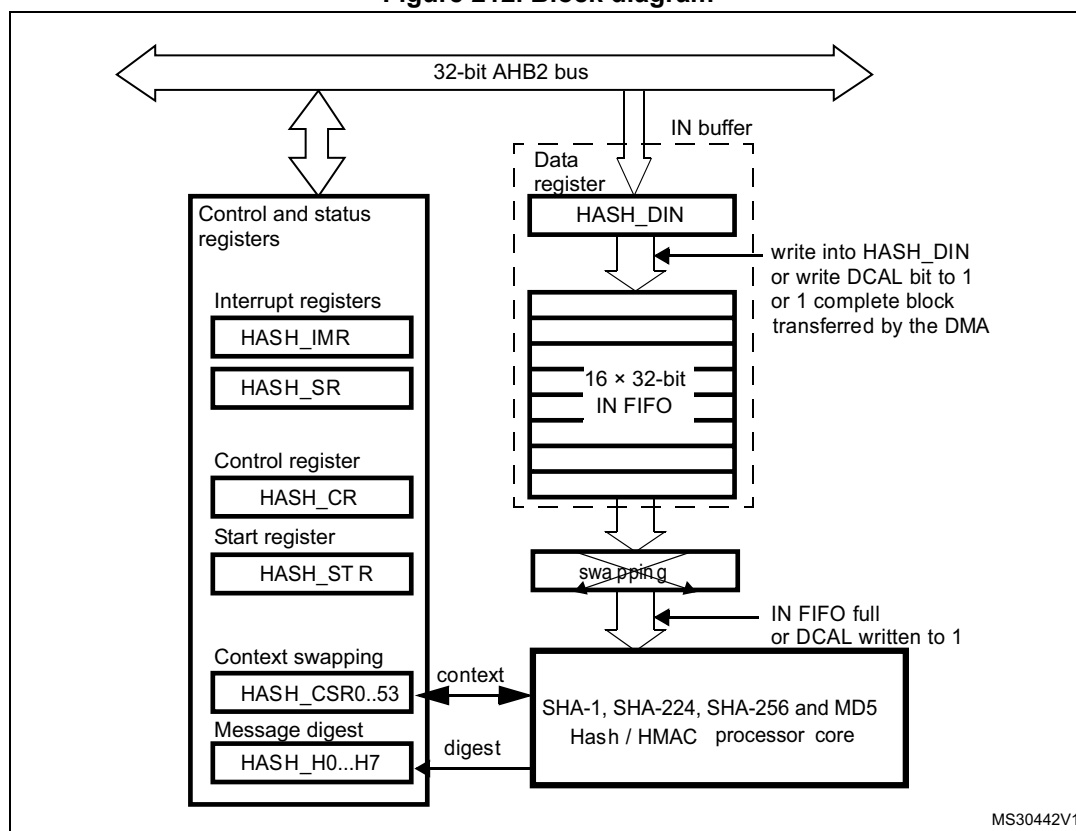 Figure 212. Block diagram
32-bit AHB2 bus
IN buffer
Data
register
HASH_DIN
write into HASH_DIN
or write DCAL bit to 1
or 1 complete block
transferred by the DMA
16 × 32-bit
IN FIFO
swapping
IN FIFO full
or DCAL written to 1
SHA-1, SHA-224, SHA-256 and MD5
Hash / HMAC processor core
Control and status
registers
Interrupt registers
HASH_IMR
HASH_SR
Control register
HASH_CR
Start register
HASH_STR
Context swapping
HASH_CSR0..53
context
Message digest
HASH_H0...H7
digest
MS30442V1